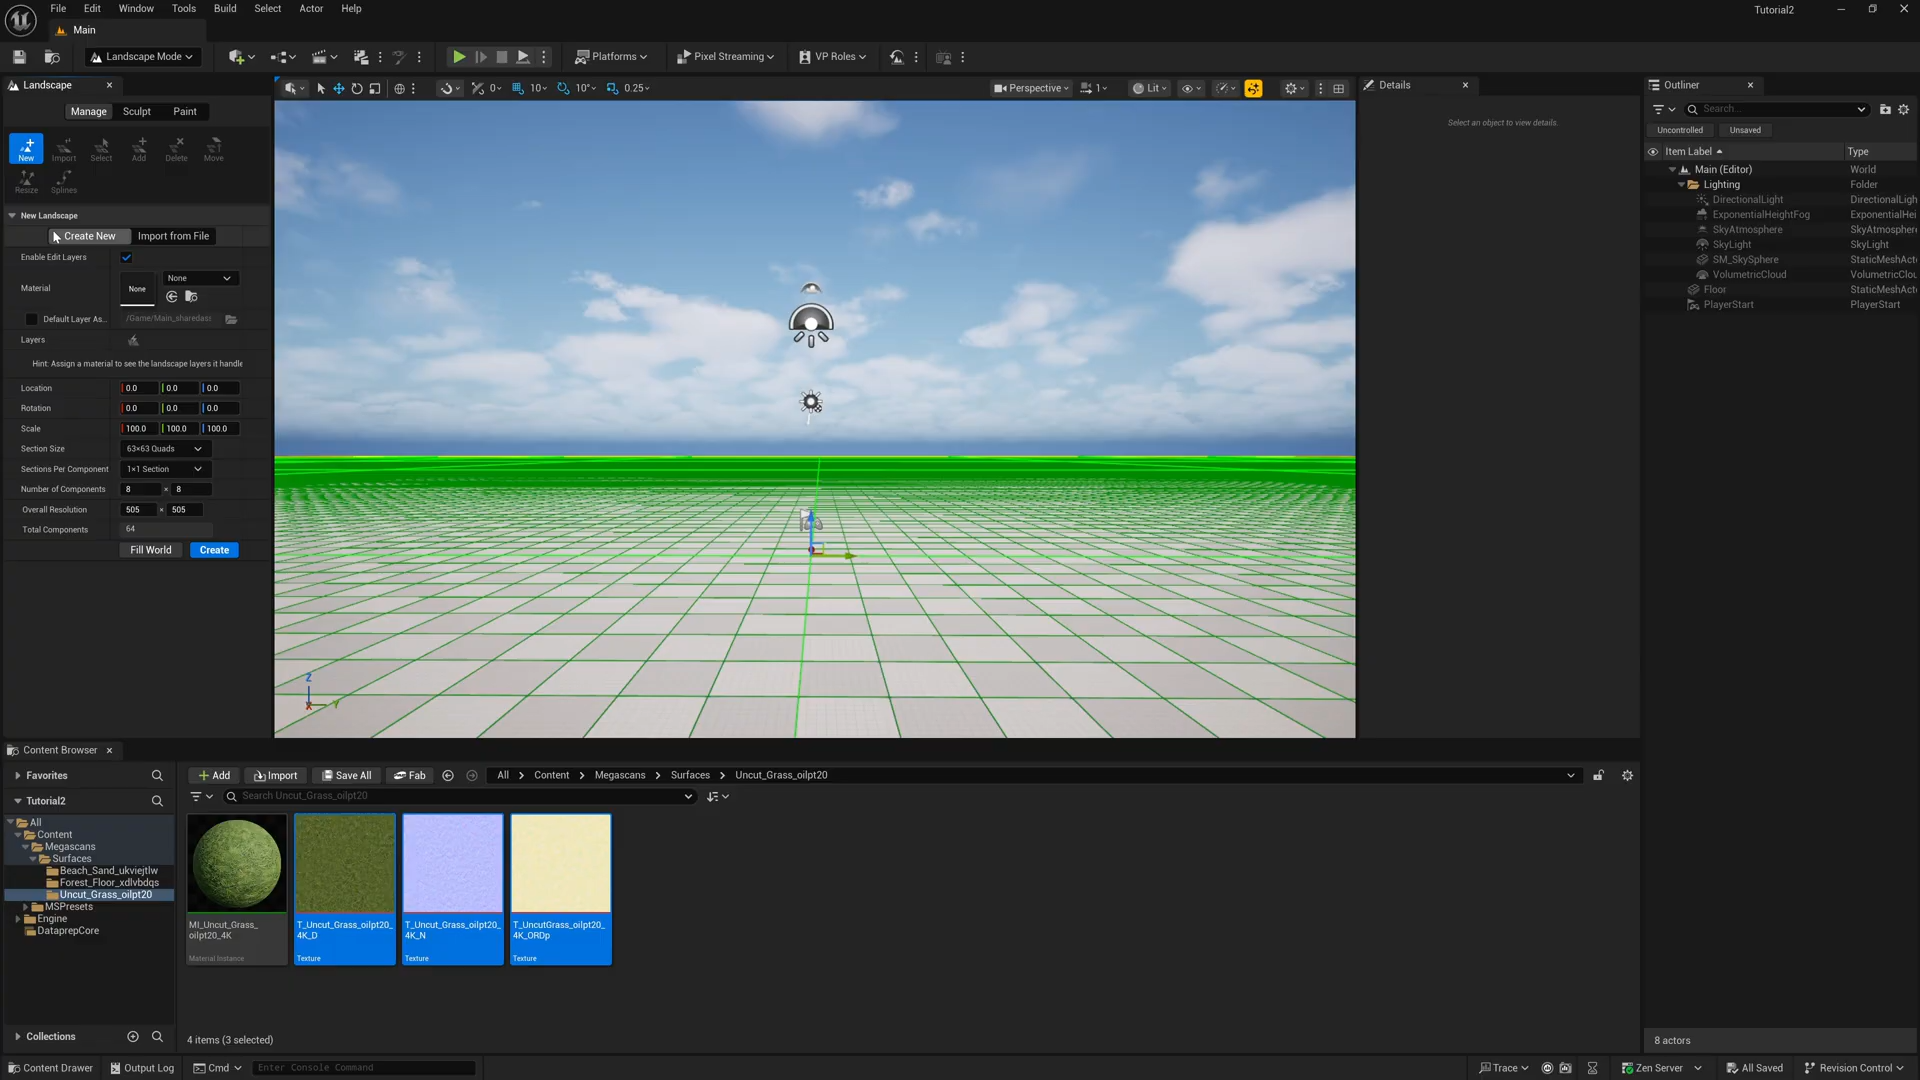 File Edit Window Tools Build Select Actor Help Tutorial2
Main
Landscape Mode Platforms Pixel Streaming VP Roles
Landscape
0 10 10° 0.25 Perspective 1 Lit
Details
Outliner
Manage Sculpt Paint
Search...
Select an object to view details.
Uncontrolled Unsaved
New Import Select Add Delete Move
Item Label Type
Resize Splines
Main (Editor) World
Lighting Folder
DirectionalLight DirectionalLigh
ExponentialHeightFog ExponentialHei
SkyAtmosphere SkyAtmosphere
SkyLight SkyLight
SM_SkySphere StaticMeshActo
VolumetricCloud VolumetricClou
Floor StaticMeshActo
PlayerStart PlayerStart
New Landscape
Create New Import from File
Enable Edit Layers
Material None None
Default Layer As... /Game/Main_sharedass
Layers
Hint: Assign a material to see the landscape layers it handle
Location 0.0 0.0 0.0
Rotation 0.0 0.0 0.0
Scale 100.0 100.0 100.0
Section Size 63×63 Quads
Sections Per Component 1×1 Section
Number of Components 8 × 8
Overall Resolution 505 × 505
Total Components 64
Fill World Create
Z
X Y
Content Browser
Favorites
Add Import Save All Fab All Content Megascans Surfaces Uncut_Grass_oilpt20
Search Uncut_Grass_oilpt20
Tutorial2
All
Content
Megascans
Surfaces
Beach_Sand_ukviejtlw
Forest_Floor_xdlvbdqs
Uncut_Grass_oilpt20
MSPresets
Engine
DataprepCore
MI_Uncut_Grass_
oilpt20_4K
Material Instance
T_Uncut_Grass_oilpt20_
4K_D
Texture
T_Uncut_Grass_oilpt20_
4K_N
Texture
T_UncutGrass_oilpt20_
4K_ORDp
Texture
Collections
4 items (3 selected)
8 actors
Content Drawer Output Log Cmd Enter Console Command Trace Zen Server All Saved Revision Control